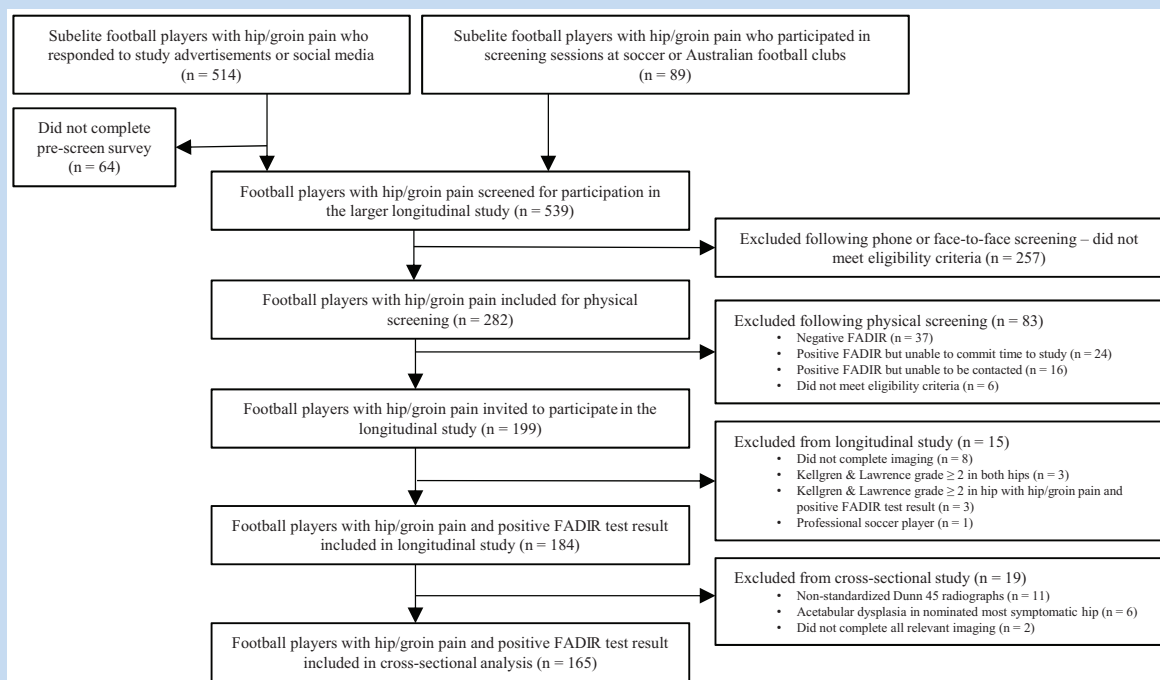 Subelite football players with hip/groin pain who
responded to study advertisements or social media
(n = 514)
Subelite football players with hip/groin pain who participated in
screening sessions at soccer or Australian football clubs
(n = 89)
Did not complete
pre-screen survey
(n = 64)
Football players with hip/groin pain screened for participation in
the larger longitudinal study (n = 539)
Excluded following phone or face-to-face screening – did not
meet eligibility criteria (n = 257)
Football players with hip/groin pain included for physical
screening (n = 282)
Excluded following physical screening (n = 83)
• Negative FADIR (n = 37)
• Positive FADIR but unable to commit time to study (n = 24)
• Positive FADIR but unable to be contacted (n = 16)
• Did not meet eligibility criteria (n = 6)
Football players with hip/groin pain invited to participate in the
longitudinal study (n = 199)
Excluded from longitudinal study (n = 15)
• Did not complete imaging (n = 8)
• Kellgren & Lawrence grade ≥ 2 in both hips (n = 3)
• Kellgren & Lawrence grade ≥ 2 in hip with hip/groin pain and
positive FADIR test result (n = 3)
• Professional soccer player (n = 1)
Football players with hip/groin pain and positive FADIR test result
included in longitudinal study (n = 184)
Excluded from cross-sectional study (n = 19)
• Non-standardized Dunn 45 radiographs (n = 11)
• Acetabular dysplasia in nominated most symptomatic hip (n = 6)
• Did not complete all relevant imaging (n = 2)
Football players with hip/groin pain and positive FADIR test result
included in cross-sectional analysis (n = 165)